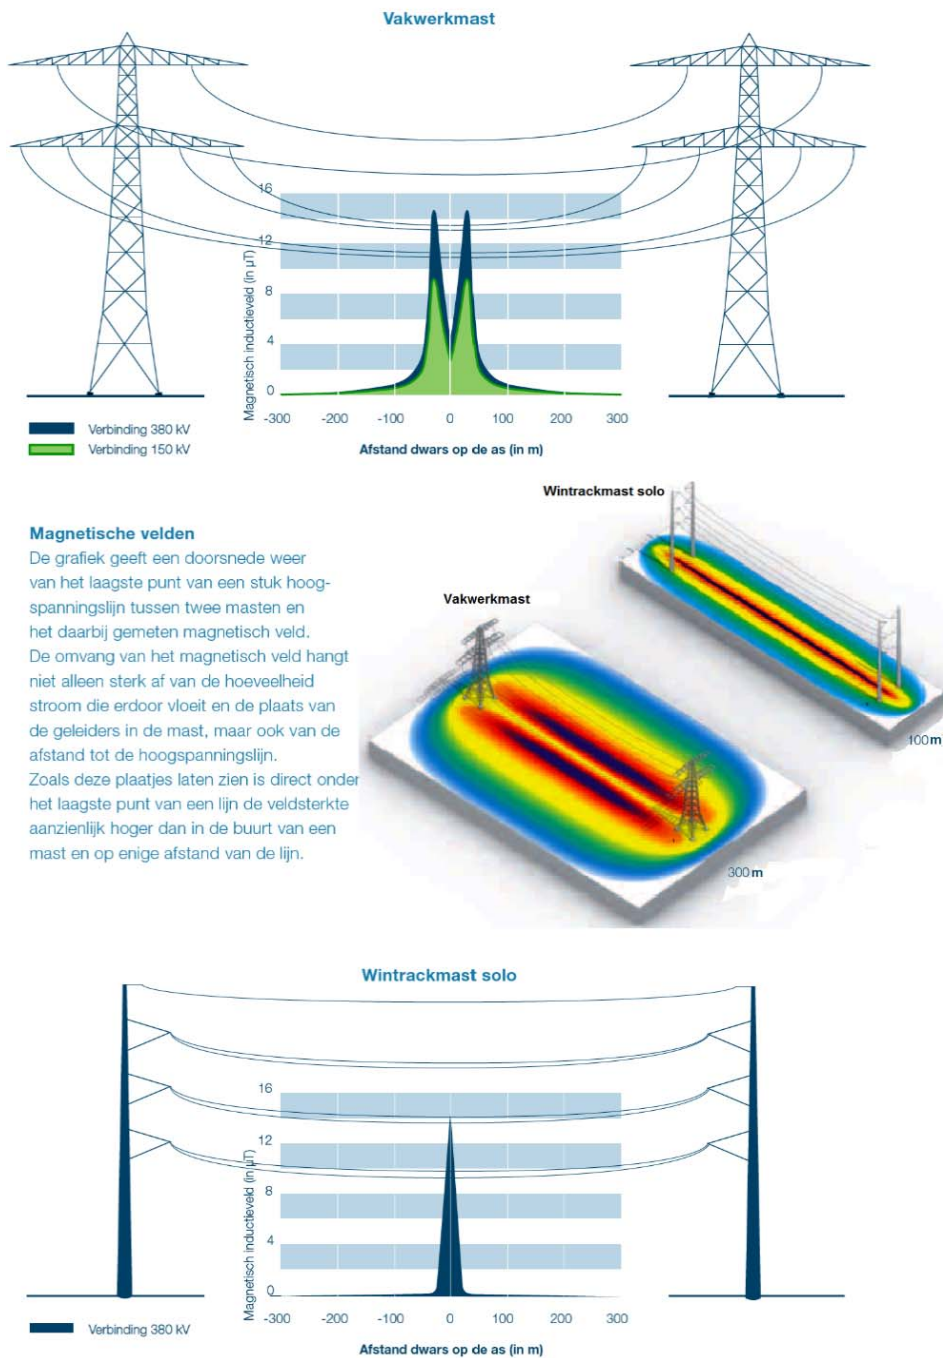 Vakwerkmast
16
12
8
4
0
Magnetisch inductieveld (in µT)
-300 -200 -100 0 100 200 300
Afstand dwars op de as (in m)
Verbinding 380 kV
Verbinding 150 kV
Wintrackmast solo
100m
Vakwerkmast
300m
Magnetische velden
De grafiek geeft een doorsnede weer
van het laagste punt van een stuk hoog-
spanningslijn tussen twee masten en
het daarbij gemeten magnetisch veld.
De omvang van het magnetisch veld hangt
niet alleen sterk af van de hoeveelheid
stroom die erdoor vloeit en de plaats van
de geleiders in de mast, maar ook van de
afstand tot de hoogspanningslijn.
Zoals deze plaatjes laten zien is direct onder
het laagste punt van een lijn de veldsterkte
aanzienlijk hoger dan in de buurt van een
mast en op enige afstand van de lijn.
Wintrackmast solo
16
12
8
4
0
Magnetisch inductieveld (in µT)
-300 -200 -100 0 100 200 300
Afstand dwars op de as (in m)
Verbinding 380 kV